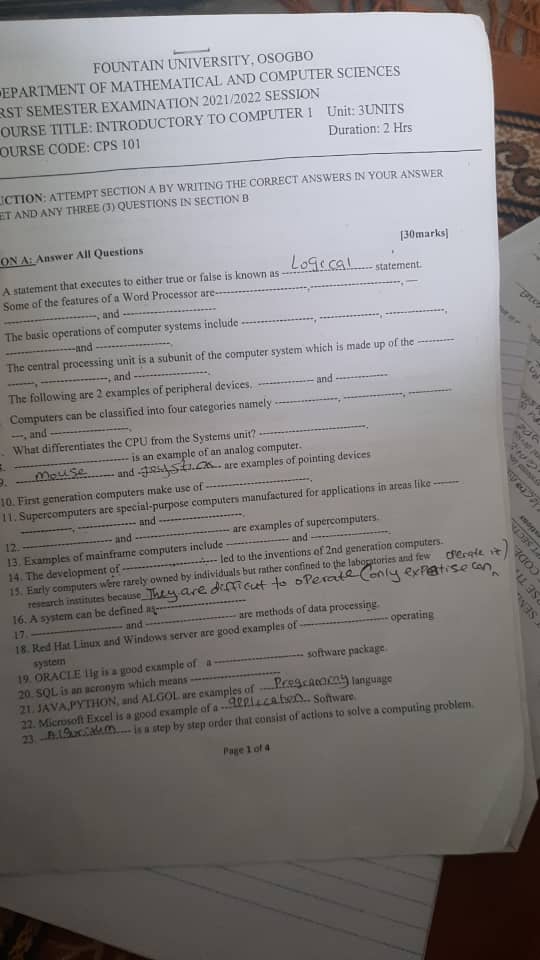 FOUNTAIN UNIVERSITY, OSOGBO
EPARTMENT OF MATHEMATICAL AND COMPUTER SCIENCES
RST SEMESTER EXAMINATION 2021/2022 SESSION
OURSE TITLE: INTRODUCTORY TO COMPUTER 1 Unit: 3UNITS
OURSE CODE: CPS 101 Duration: 2 Hrs
UCTION: ATTEMPT SECTION A BY WRITING THE CORRECT ANSWERS IN YOUR ANSWER
ET AND ANY THREE (3) QUESTIONS IN SECTION B
[30marks]
ON A: Answer All Questions
A statement that executes to either true or false is known as Logical statement.
Some of the features of a Word Processor are------------------,------------------, ---
------------------, and ------------------
The basic operations of computer systems include ------------------, ------------------, ------------------,
------------------and ------------------.
The central processing unit is a subunit of the computer system which is made up of the ----------
-------, ------------------, and ------------------.
The following are 2 examples of peripheral devices. -------------- and --------------
Computers can be classified into four categories namely --------------, --------------, ----------
---, and ------------------.
What differentiates the CPU from the Systems unit? --------------------------
------------------ is an example of an analog computer.
9. mouse and joystick are examples of pointing devices
10. First generation computers make use of --------------------------.
11. Supercomputers are special-purpose computers manufactured for applications in areas like -------
------------, -------------- and --------------------.
12. ------------------ and ------------------ are examples of supercomputers.
13. Examples of mainframe computers include ---------------- and ------------------.
14. The development of ---------------------- led to the inventions of 2nd generation computers.
15. Early computers were rarely owned by individuals but rather confined to the laboratories and few operate it)
research institutes because They are difficut to operate (only expertise can
16. A system can be defined as------------------
17. ------------------ and ------------------ are methods of data processing.
18. Red Hat Linux and Windows server are good examples of -------------------- operating
system
19. ORACLE 11g is a good example of a -------------------- software package.
20. SQL is an acronym which means --------------------
21. JAVA,PYTHON, and ALGOL are examples of Programmng language
22. Microsoft Excel is a good example of a application Software.
23. Algorithm is a step by step order that consist of actions to solve a computing problem.
Page 1 of 4